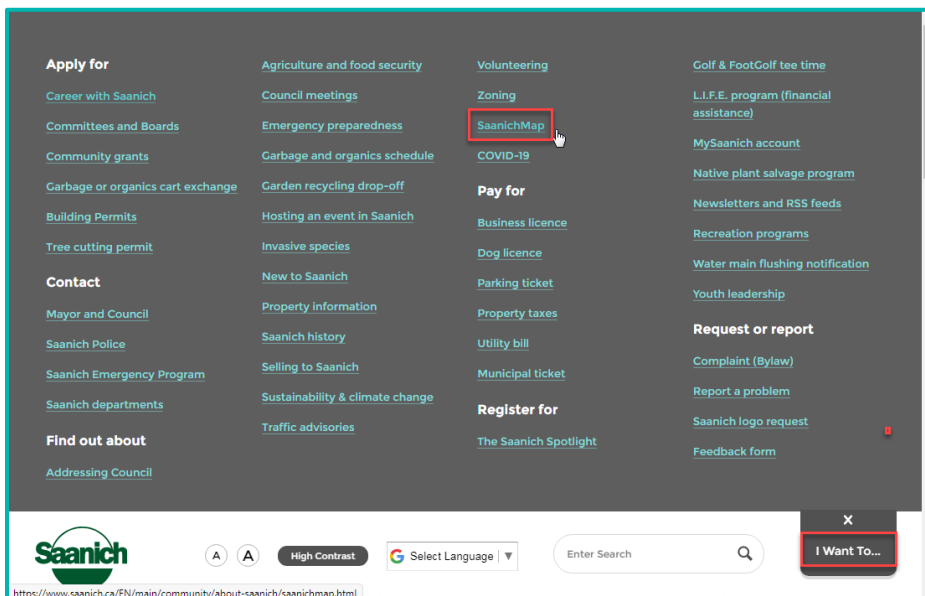 Apply for
Career with Saanich
Committees and Boards
Community grants
Garbage or organics cart exchange
Building Permits
Tree cutting permit
Contact
Mayor and Council
Saanich Police
Saanich Emergency Program
Saanich departments
Find out about
Addressing Council
Agriculture and food security
Council meetings
Emergency preparedness
Garbage and organics schedule
Garden recycling drop-off
Hosting an event in Saanich
Invasive species
New to Saanich
Property information
Saanich history
Selling to Saanich
Sustainability & climate change
Traffic advisories
Volunteering
Zoning
SaanichMap
COVID-19
Pay for
Business licence
Dog licence
Parking ticket
Property taxes
Utility bill
Municipal ticket
Register for
The Saanich Spotlight
Golf & FootGolf tee time
L.I.F.E. program (financial
assistance)
MySaanich account
Native plant salvage program
Newsletters and RSS feeds
Recreation programs
Water main flushing notification
Youth leadership
Request or report
Complaint (Bylaw)
Report a problem
Saanich logo request
Feedback form
X
I Want To...
Saanich
A
A
High Contrast
G Select Language ▼
Enter Search
https://www.saanich.ca/EN/main/community/about-saanich/saanichmap.html